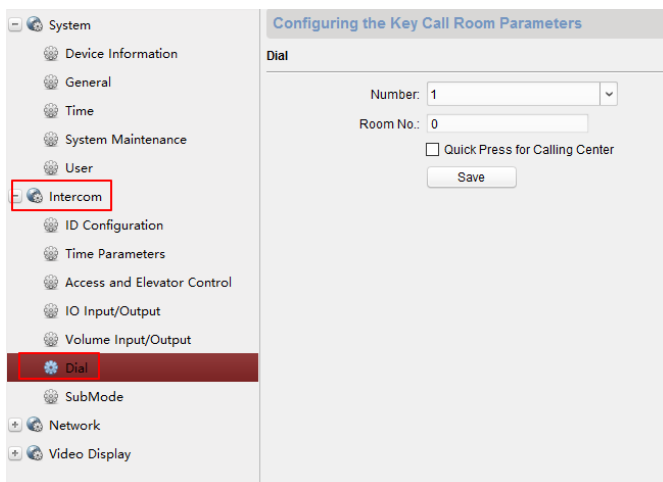 System
Device Information
General
Time
System Maintenance
User
Intercom
ID Configuration
Time Parameters
Access and Elevator Control
IO Input/Output
Volume Input/Output
Dial
SubMode
Network
Video Display
Configuring the Key Call Room Parameters
Dial
Number: 1
Room No.: 0
Quick Press for Calling Center
Save